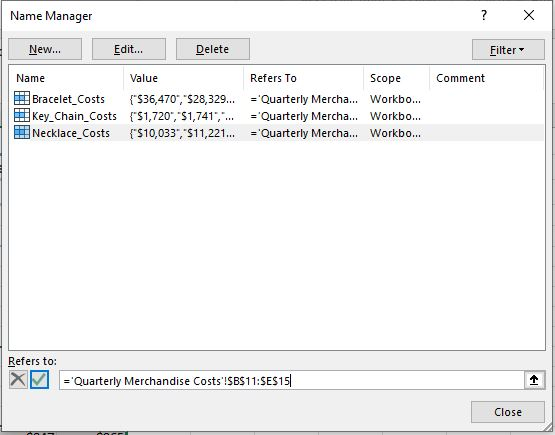 Name Manager ? ×
New... Edit... Delete Filter
Name Value Refers To Scope Comment
Bracelet_Costs {"$36,470","$28,329... ='Quarterly Mercha... Workbo...
Key_Chain_Costs {"$1,720","$1,741",".... ='Quarterly Mercha... Workbo...
Necklace_Costs {"$10,033","$11,221... ='Quarterly Mercha... Workbo...
Refers to:
='Quarterly Merchandise Costs'!$B$11:$E$15
Close